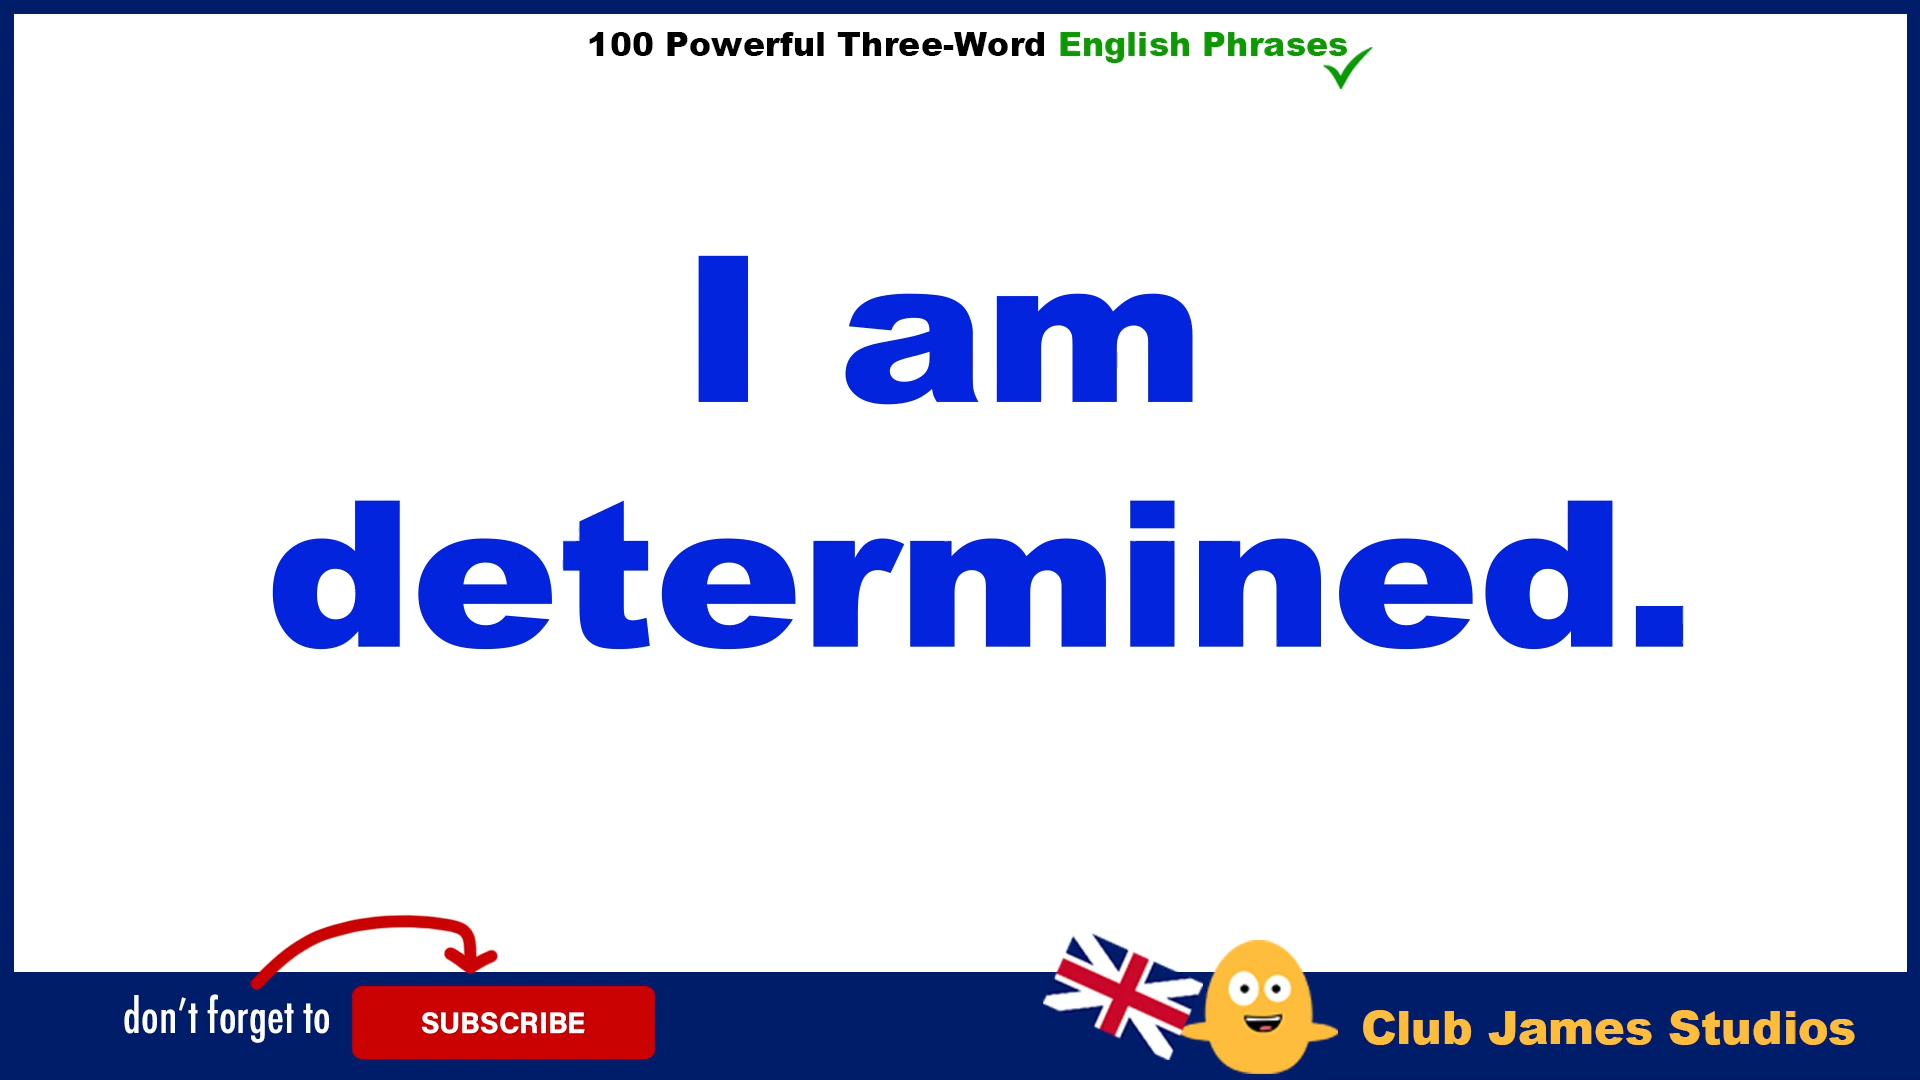 100 Powerful Three-Word English Phrases
I am
determined.
don't forget to
SUBSCRIBE
Club James Studios